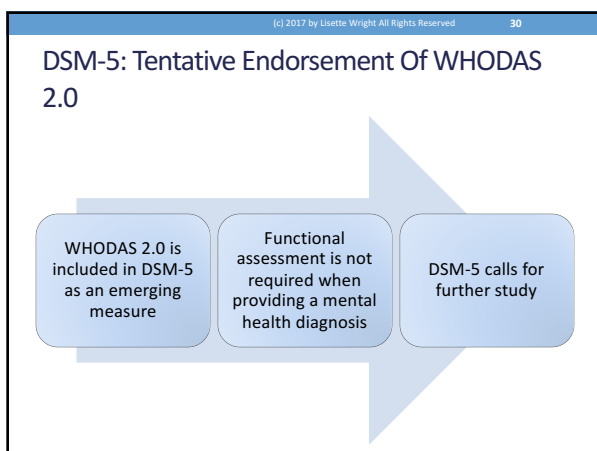 (c) 2017 by Lisette Wright All Rights Reserved 30
DSM-5: Tentative Endorsement Of WHODAS
2.0
WHODAS 2.0 is
included in DSM-5
as an emerging
measure
Functional
assessment is not
required when
providing a mental
health diagnosis
DSM-5 calls for
further study